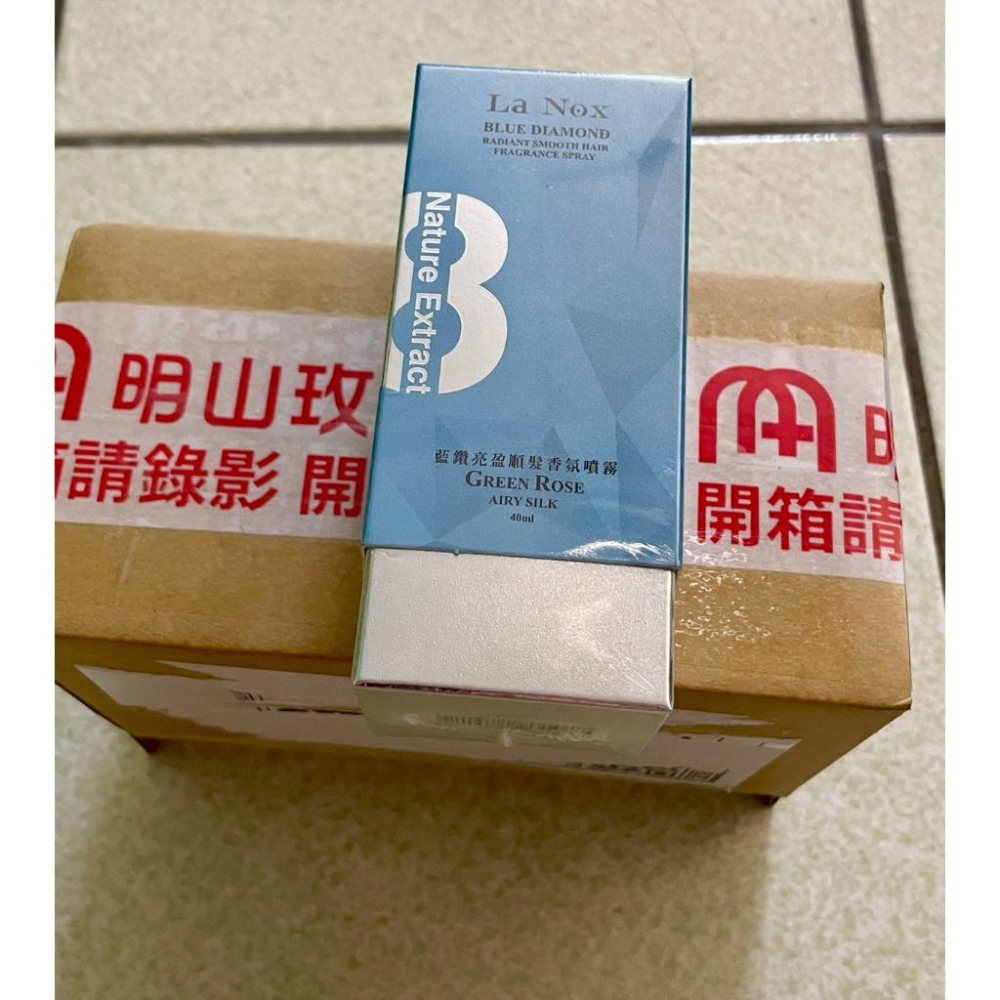 La Nox
BLUE DIAMOND
RADIANT SMOOTH HAIR
FRAGRANCE SPRAY
Nature Extract
藍鑽亮盈順髮香氛噴霧
GREEN ROSE
AIRY SILK
40ml
明山玫
箱請錄影 開
開箱請